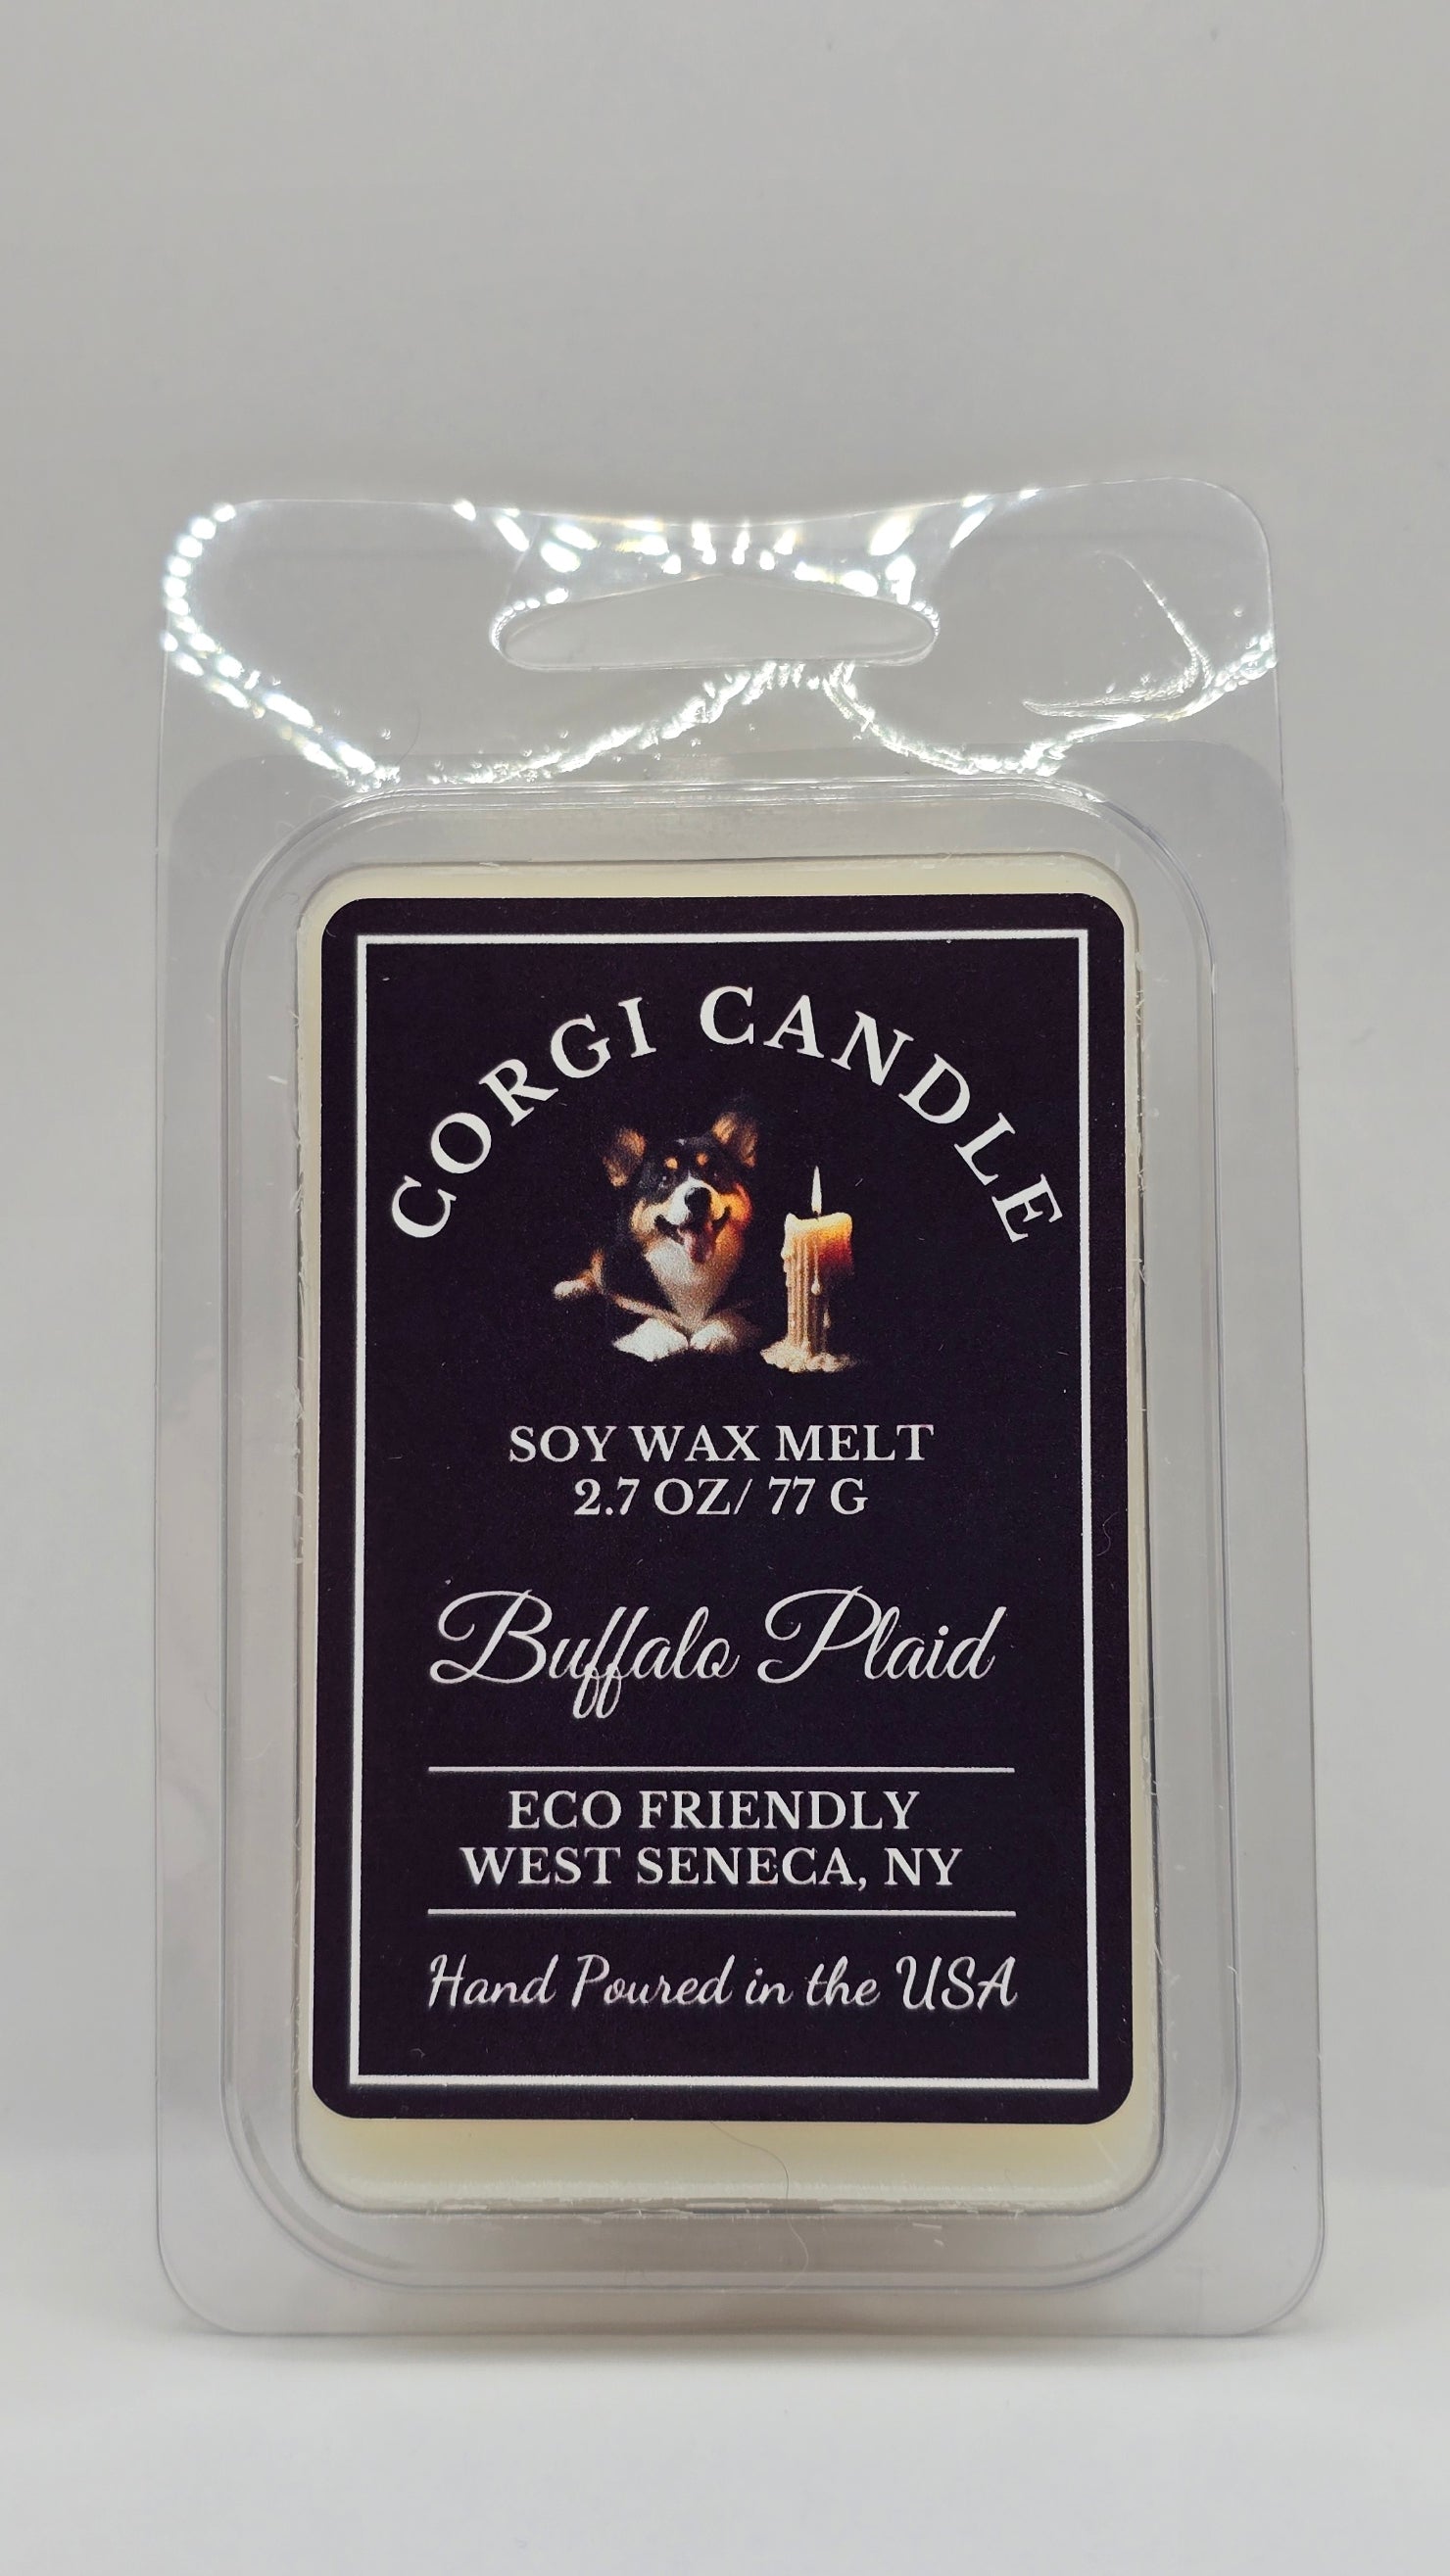 CORGI CANDLE
SOY WAX MELT
2.7 OZ/ 77 G
Buffalo Plaid
ECO FRIENDLY
WEST SENECA, NY
Hand Poured in the USA